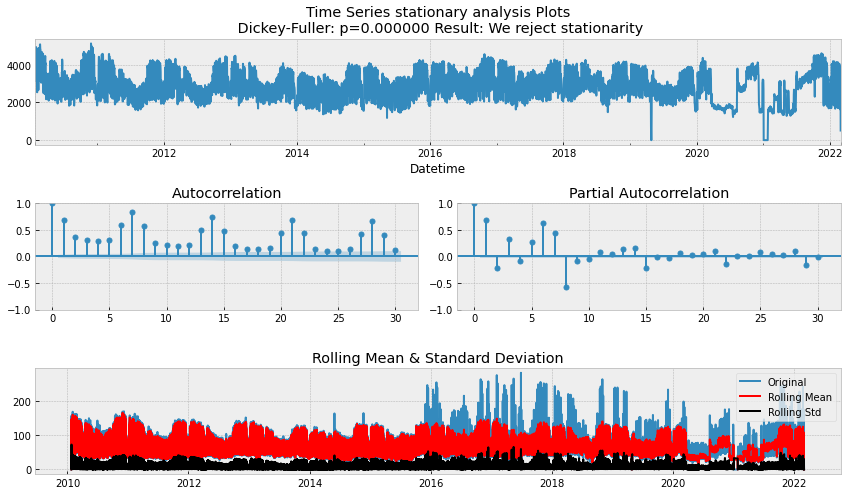 Time Series stationary analysis Plots
Dickey-Fuller: p=0.000000 Result: We reject stationarity
4000
2000
0
2012 2014 2016 2018 2020 2022
Datetime
Autocorrelation
1.0
0.5
0.0
−0.5
−1.0
0 5 10 15 20 25 30
Partial Autocorrelation
1.0
0.5
0.0
−0.5
−1.0
0 5 10 15 20 25 30
Rolling Mean & Standard Deviation
200
100
0
Original
Rolling Mean
Rolling Std
2010 2012 2014 2016 2018 2020 2022